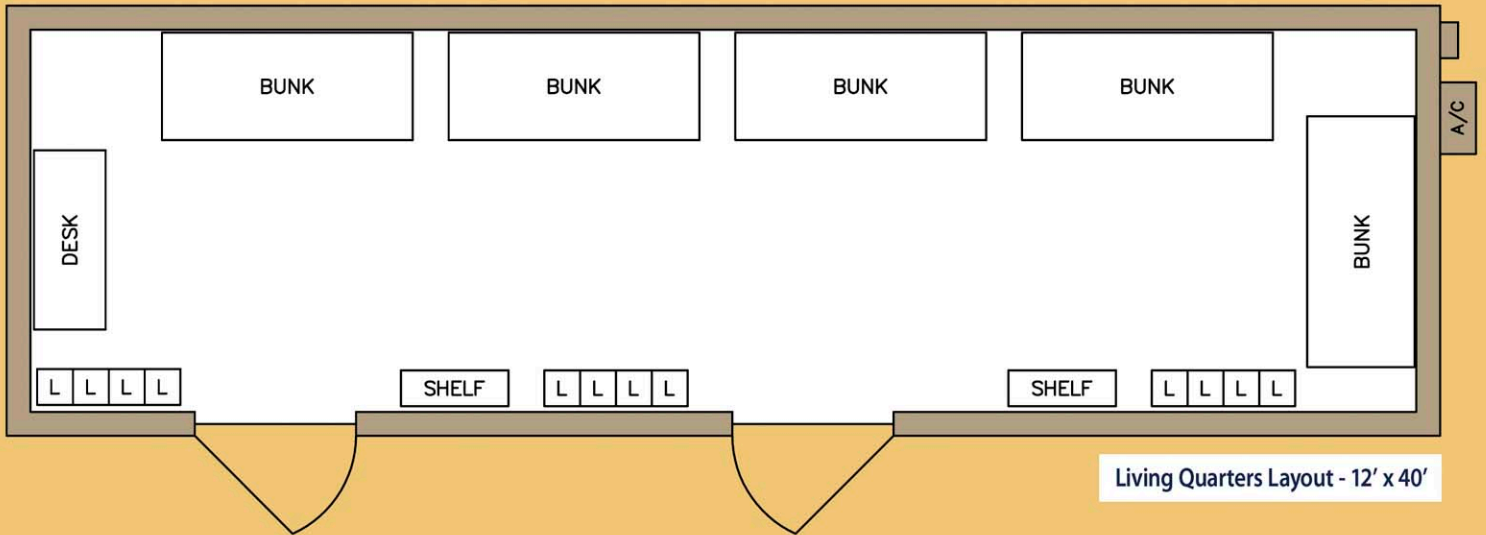 BUNK BUNK BUNK BUNK
A/C
DESK
BUNK
L L L L
SHELF
L L L L
SHELF
L L L L
Living Quarters Layout - 12’ x 40’